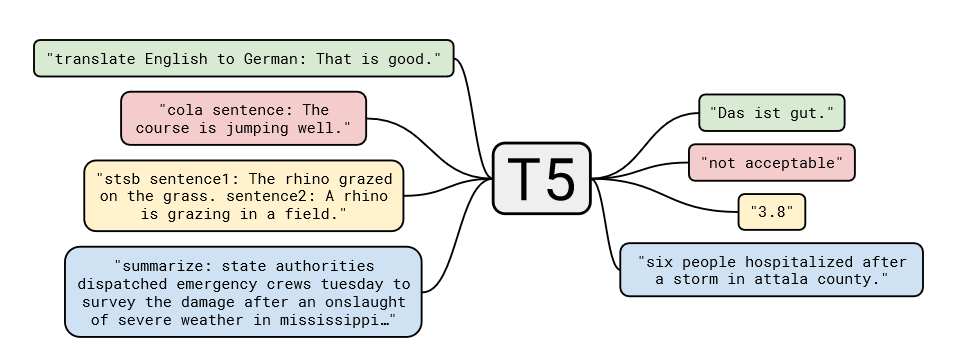 "translate English to German: That is good."
"cola sentence: The
course is jumping well."
"stsb sentence1: The rhino grazed
on the grass. sentence2: A rhino
is grazing in a field."
"summarize: state authorities
dispatched emergency crews tuesday to
survey the damage after an onslaught
of severe weather in mississippi…"
T5
"Das ist gut."
"not acceptable"
"3.8"
"six people hospitalized after
a storm in attala county."